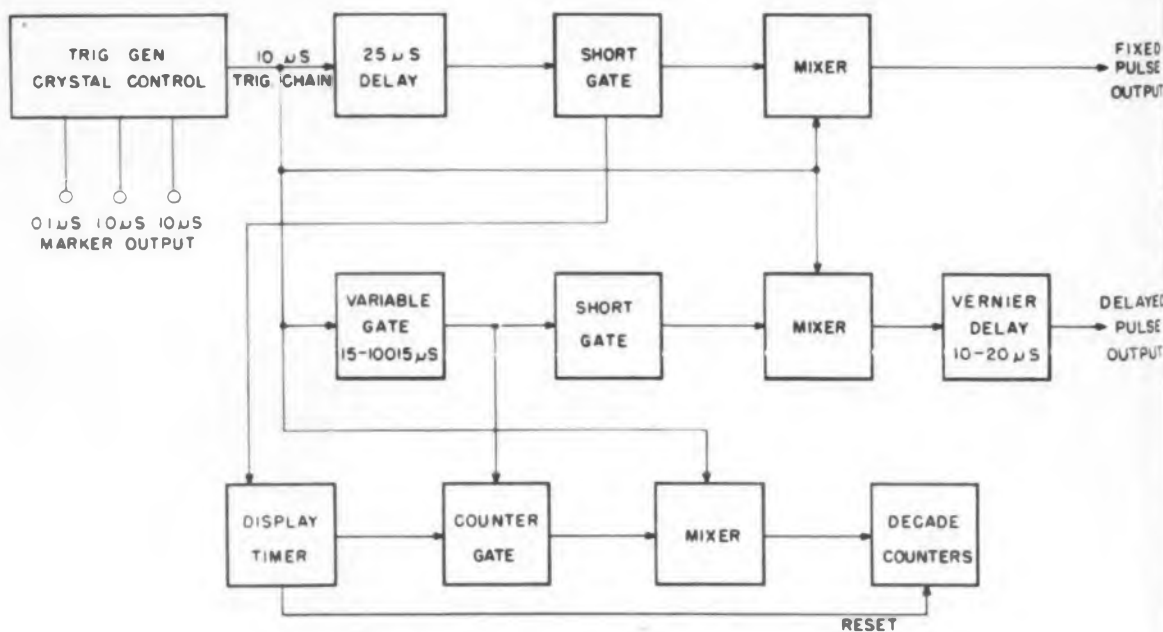 TRIG GEN
CRYSTAL CONTROL
10 μS
TRIG. CHAIN
25 μS
DELAY
SHORT
GATE
MIXER
FIXED
PULSE
OUTPUT
0.1 μS 1.0 μS 10 μS
MARKER OUTPUT
VARIABLE
GATE
15-10015 μS
SHORT
GATE
MIXER
VERNIER
DELAY
10-20 μS
DELAYED
PULSE
OUTPUT
DISPLAY
TIMER
COUNTER
GATE
MIXER
DECADE
COUNTERS
RESET